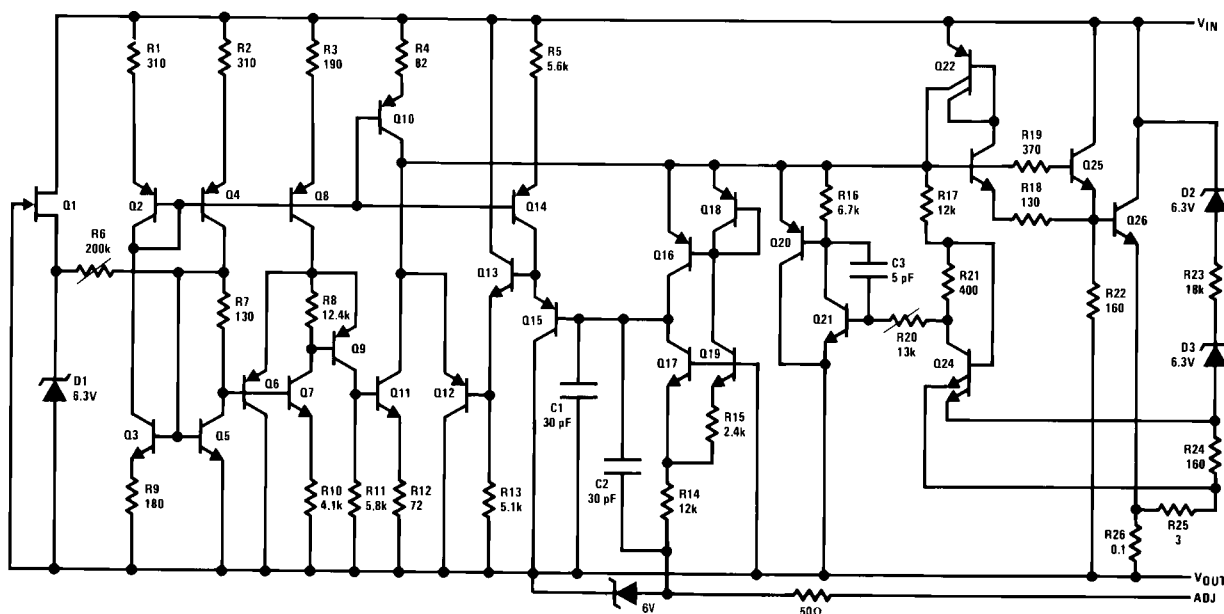 VIN
R1
310
R2
310
R3
190
R4
82
R5
5.6k
Q22
Q10
R19
370
Q25
R18
130
Q1
Q2
Q4
Q8
Q14
Q18
R16
6.7k
R17
12k
Q26
D2
6.3V
R6
200k
Q13
Q16
Q20
C3
5 pF
R21
400
R23
18k
R7
130
R8
12.4k
Q15
Q21
R20
13k
R22
160
D1
6.3V
Q6
Q7
Q9
Q11
Q12
Q17
Q19
Q24
D3
6.3V
Q3
Q5
C1
30 pF
R15
2.4k
R9
180
R10
4.1k
R11
5.8k
R12
72
R13
5.1k
C2
30 pF
R14
12k
R24
160
R25
3
R26
0.1
VOUT
6V
50Ω
ADJ